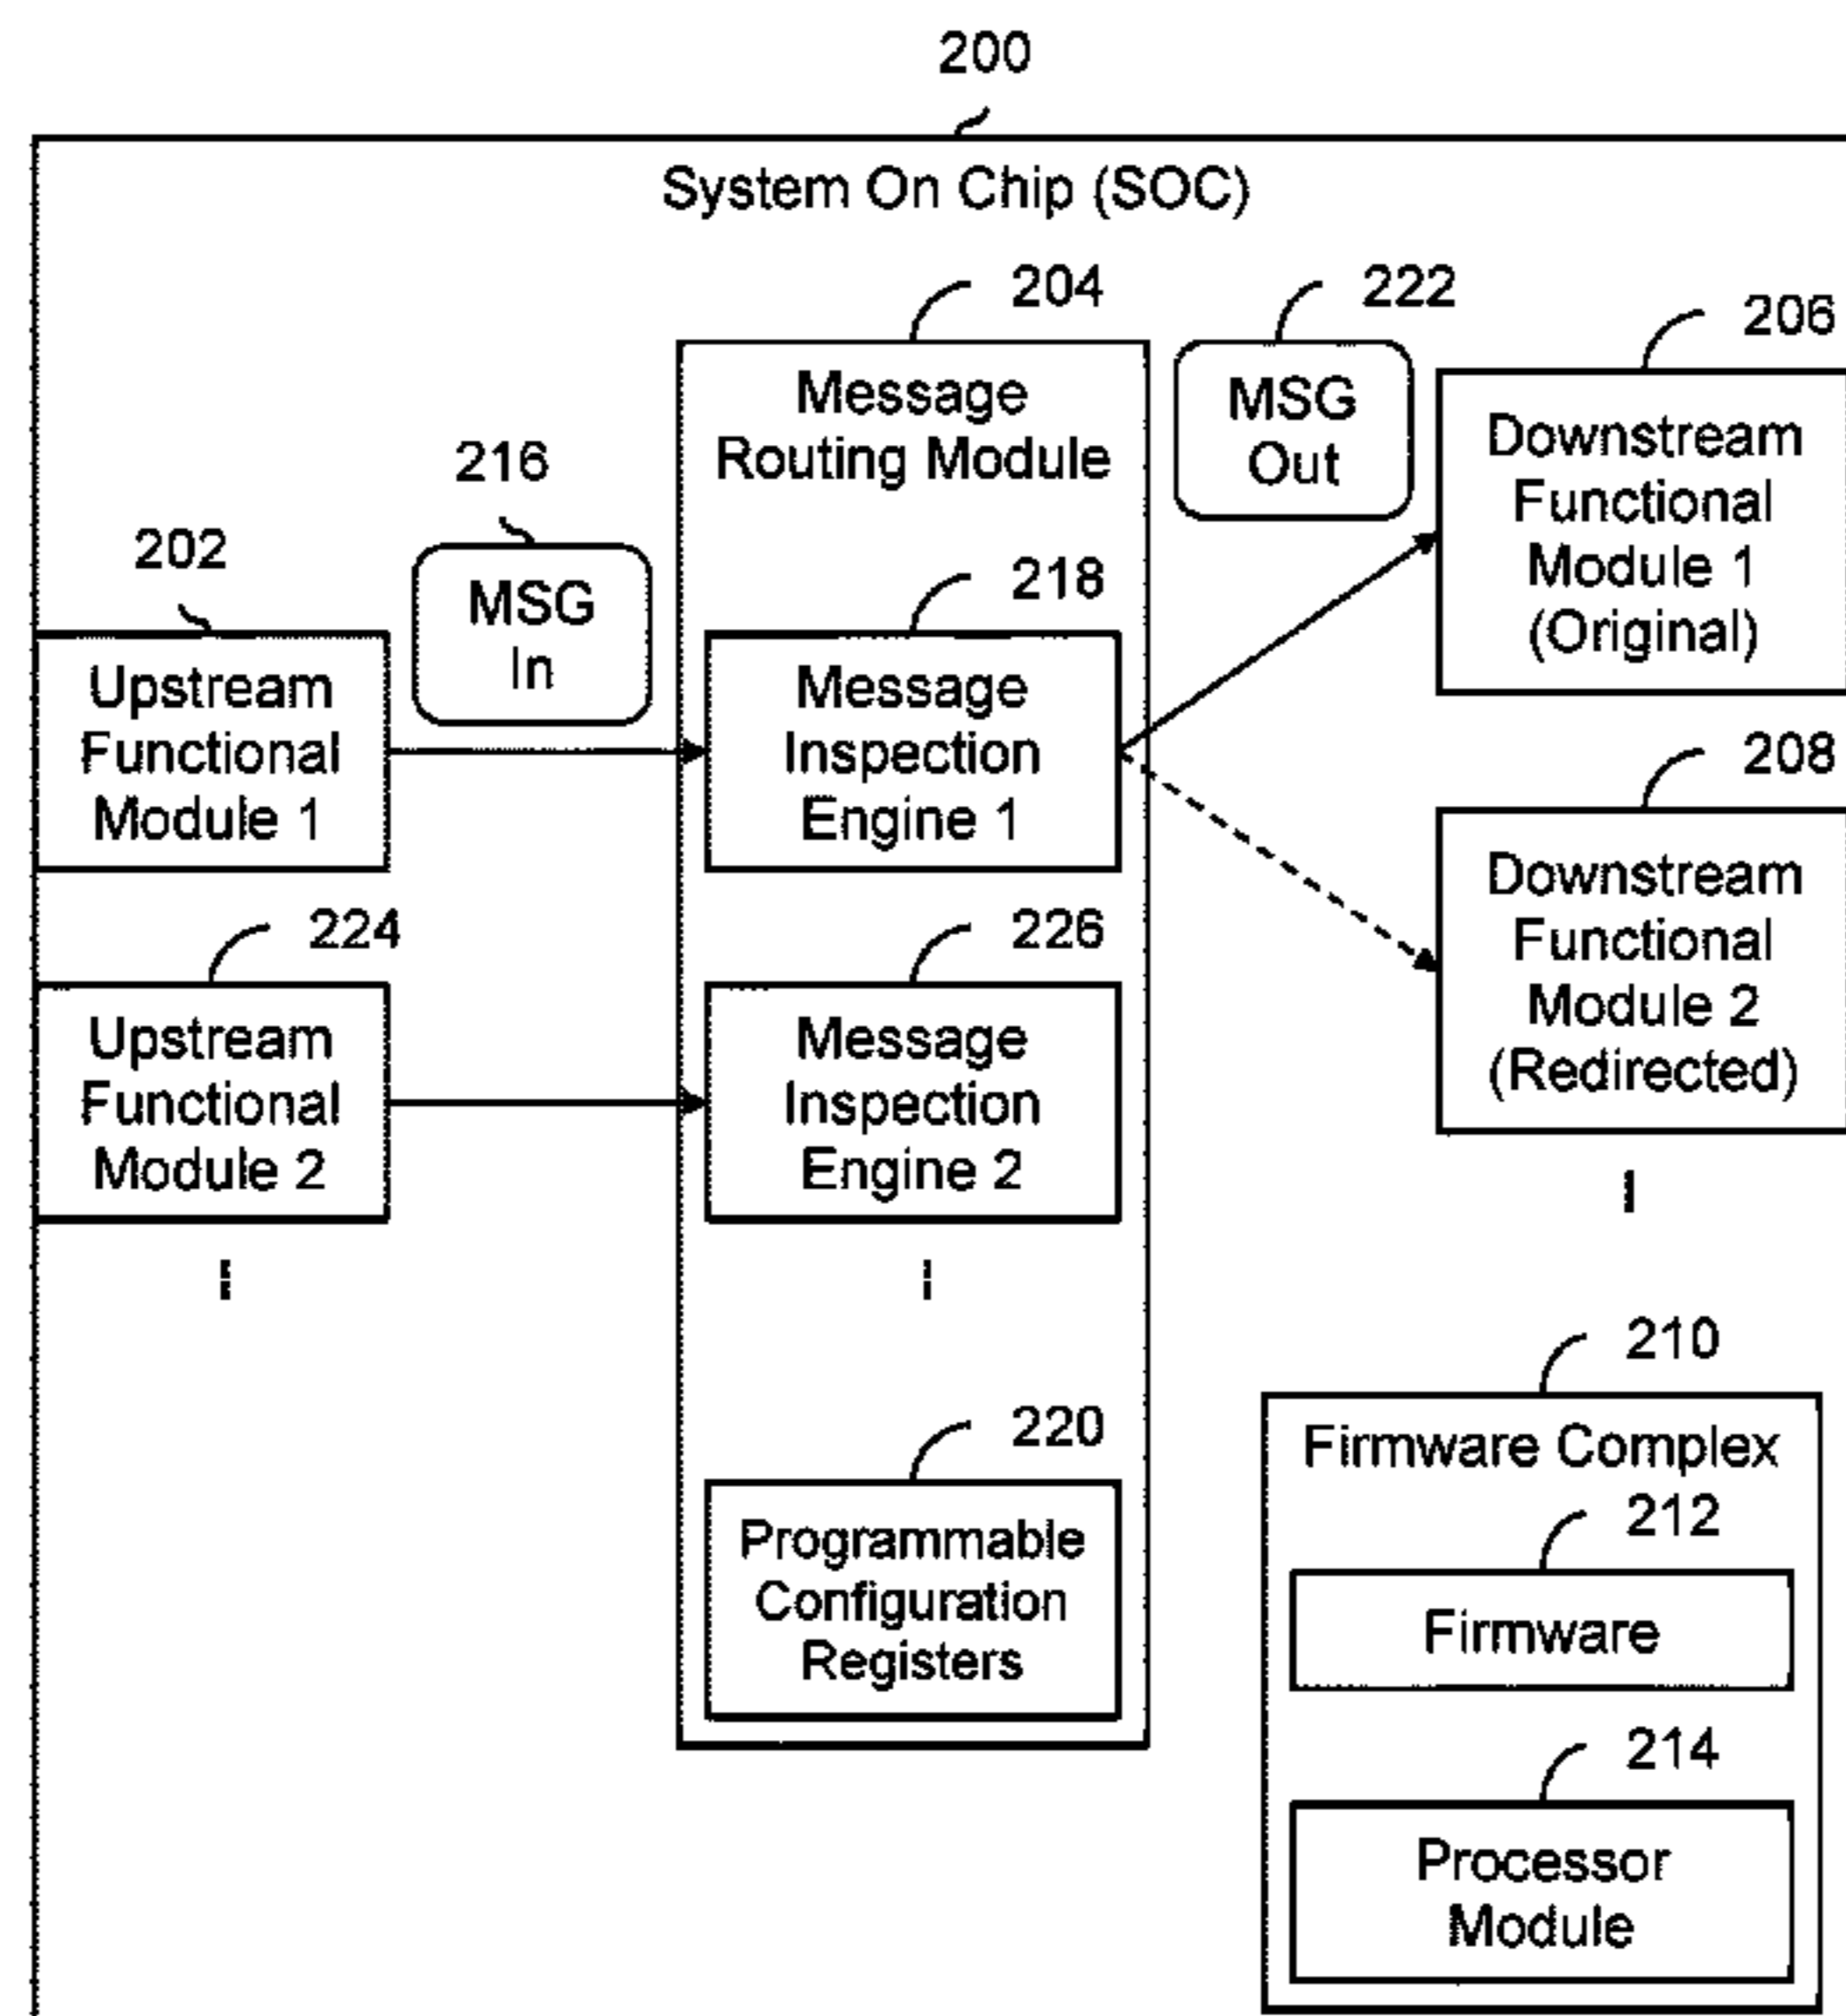 200
System On Chip (SOC)
204
222
206
Message
Routing Module
MSG
Out
Downstream
Functional
Module 1
(Original)
216
MSG
In
202
Upstream
Functional
Module 1
218
Message
Inspection
Engine 1
208
Downstream
Functional
Module 2
(Redirected)
224
Upstream
Functional
Module 2
226
Message
Inspection
Engine 2
220
Programmable
Configuration
Registers
210
Firmware Complex
212
Firmware
214
Processor
Module